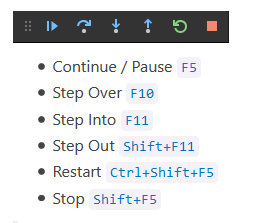 Continue / Pause F5
Step Over F10
Step Into F11
Step Out Shift+F11
Restart Ctrl+Shift+F5
Stop Shift+F5